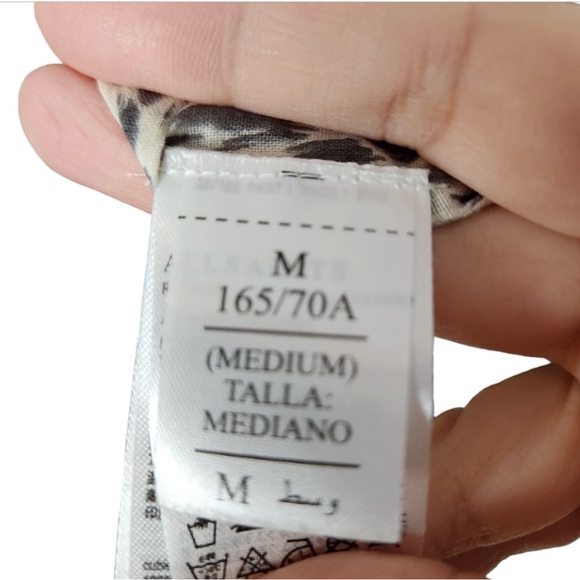 M
165/70A
(MEDIUM)
TALLA:
MEDIANO
M وسط